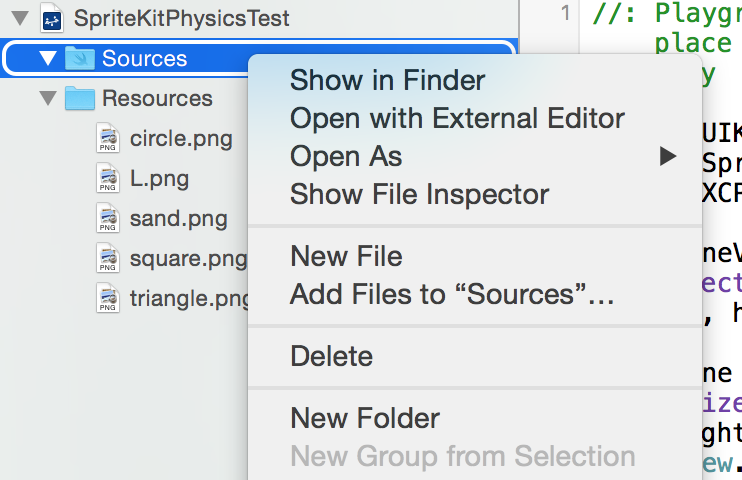 SpriteKitPhysicsTest
Sources
Resources
circle.png
L.png
sand.png
square.png
triangle.png
Show in Finder
Open with External Editor
Open As
Show File Inspector
New File
Add Files to “Sources”…
Delete
New Folder
New Group from Selection
1
//: Playgr
place
y
UIK
Spr
XCP
neV
ect
, h
ne
ize
ght
ew.